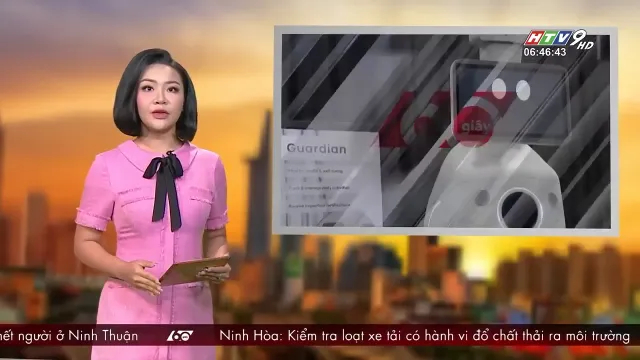 HTV9 HD
06:46:43
60
giây
Guardian
hết người ở Ninh Thuận 60 Ninh Hòa: Kiểm tra loạt xe tải có hành vi đổ chất thải ra môi trường